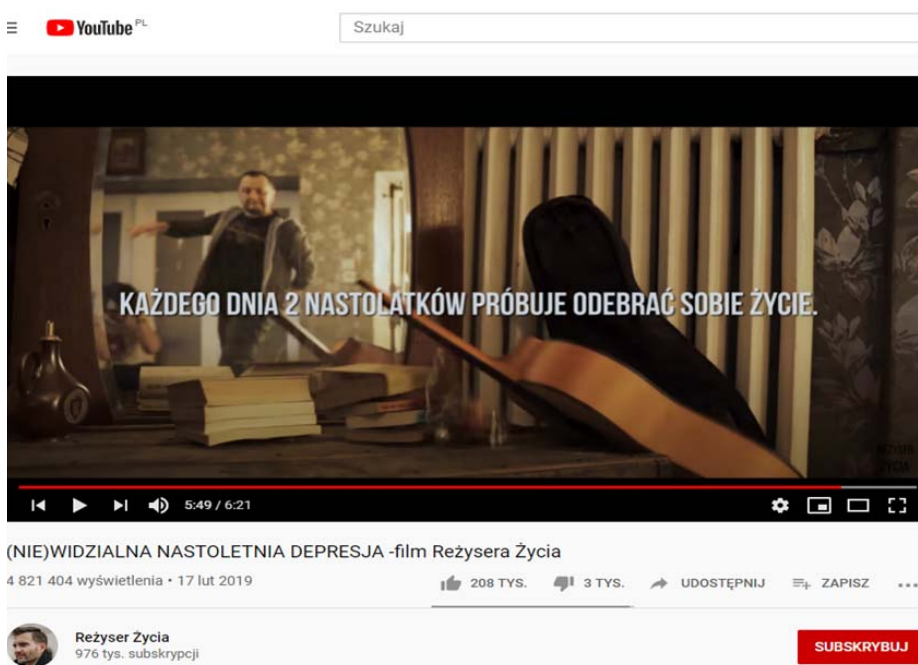 YouTube PL
Szukaj
KAŻDEGO DNIA 2 NASTOLATKÓW PRÓBUJE ODEBRAĆ SOBIE ŻYCIE.
REŻYSER
ŻYCIA
5:49 / 6:21
(NIE)WIDZIALNA NASTOLETNIA DEPRESJA -film Reżysera Życia
4 821 404 wyświetlenia • 17 lut 2019
208 TYS. 3 TYS. UDOSTĘPNIJ ZAPISZ
Reżyser Życia
976 tys. subskrypcji
SUBSKRYBUJ